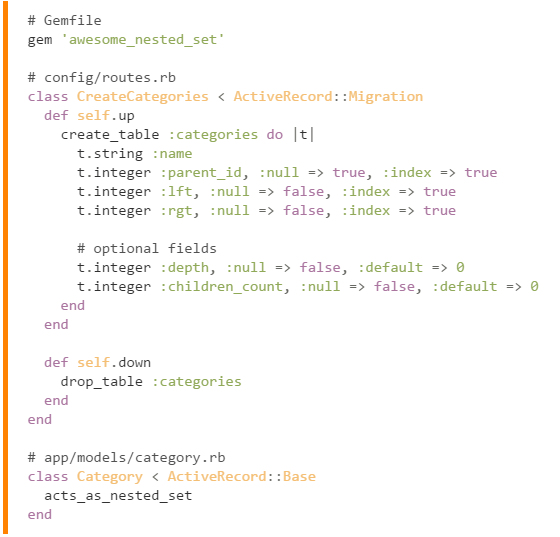 # Gemfile
gem 'awesome_nested_set'

# config/routes.rb
class CreateCategories < ActiveRecord::Migration
  def self.up
    create_table :categories do |t|
      t.string :name
      t.integer :parent_id, :null => true, :index => true
      t.integer :lft, :null => false, :index => true
      t.integer :rgt, :null => false, :index => true

      # optional fields
      t.integer :depth, :null => false, :default => 0
      t.integer :children_count, :null => false, :default => 0
    end
  end

  def self.down
    drop_table :categories
  end
end

# app/models/category.rb
class Category < ActiveRecord::Base
  acts_as_nested_set
end